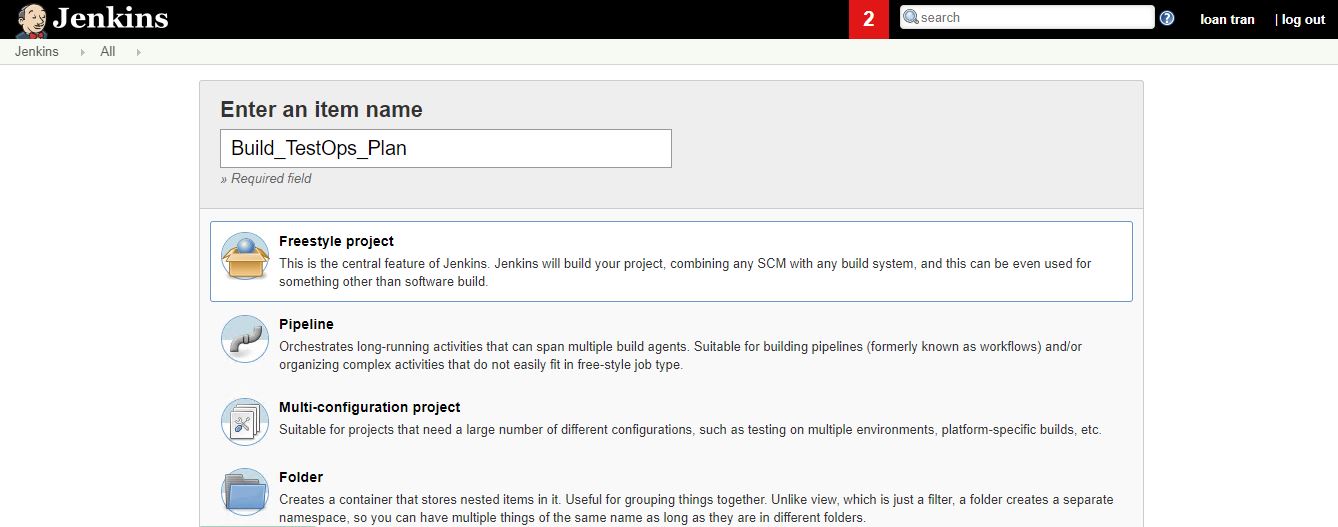 Jenkins
2
search
loan tran
| log out
Jenkins
All
Enter an item name
Build_TestOps_Plan
» Required field
Freestyle project
This is the central feature of Jenkins. Jenkins will build your project, combining any SCM with any build system, and this can be even used for
something other than software build.
Pipeline
Orchestrates long-running activities that can span multiple build agents. Suitable for building pipelines (formerly known as workflows) and/or
organizing complex activities that do not easily fit in free-style job type.
Multi-configuration project
Suitable for projects that need a large number of different configurations, such as testing on multiple environments, platform-specific builds, etc.
Folder
Creates a container that stores nested items in it. Useful for grouping things together. Unlike view, which is just a filter, a folder creates a separate
namespace, so you can have multiple things of the same name as long as they are in different folders.